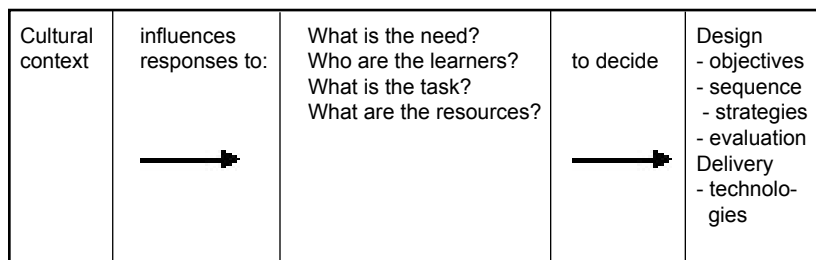 Cultural
context
influences
responses to:
What is the need?
Who are the learners?
What is the task?
What are the resources?
to decide
Design
- objectives
- sequence
- strategies
- evaluation
Delivery
- technolo-
gies